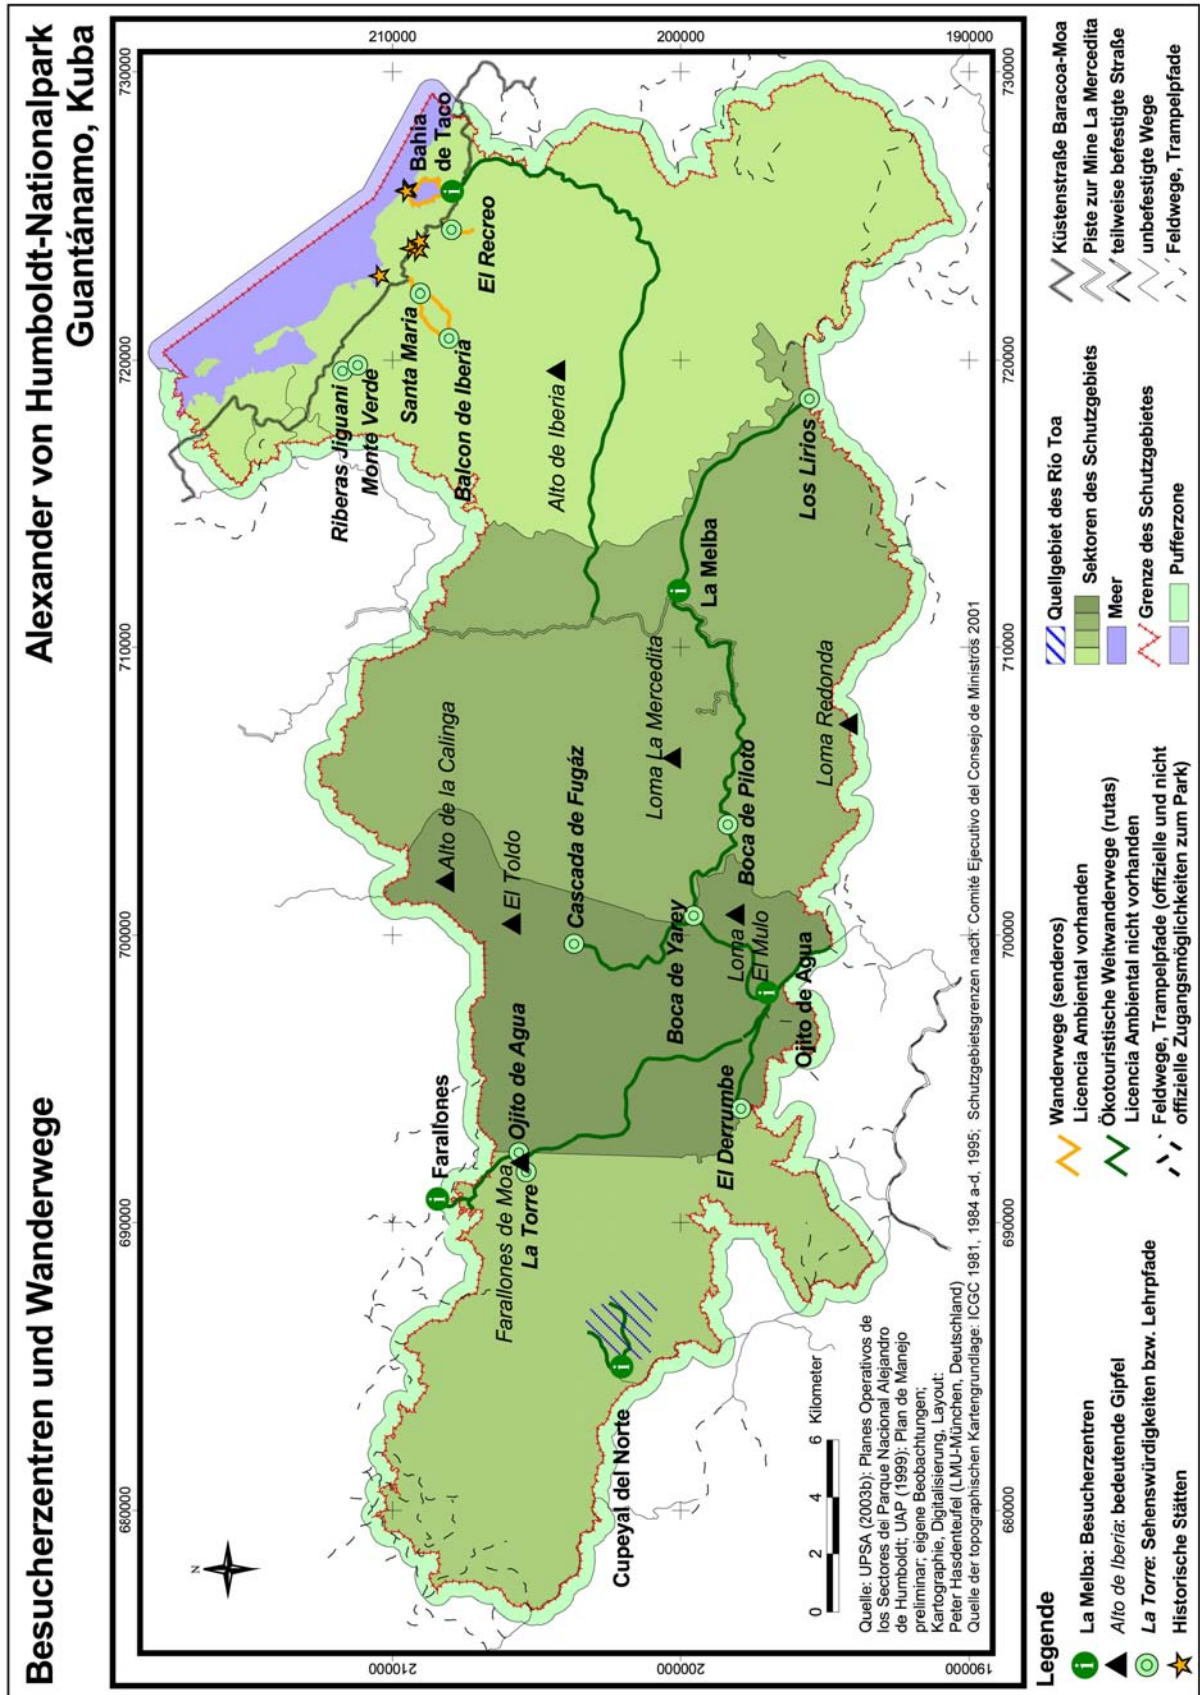 Besucherzentren und Wanderwege
Alexander von Humboldt-Nationalpark
Guantánamo, Kuba
680000
690000
700000
710000
720000
730000
210000
200000
190000
210000
200000
190000
680000
690000
700000
710000
720000
730000
N
Farallones
Farallones de Moa
La Torre
Ojito de Agua
Cupeyal del Norte
El Derrumbe
Ojito de Agua
Alto de la Calinga
El Toldo
Cascada de Fugáz
Boca de Yarey
Loma
El Mulo
Boca de Piloto
Loma La Mercedita
Loma Redonda
La Melba
Los Lirios
Alto de Iberia
Riberas Jiguani
Monte Verde
Santa Maria
Balcon de Iberia
El Recreo
Bahia
de Taco
0 2 4 6 Kilometer
Quelle: UPSA (2003b): Planes Operativos de
los Sectores del Parque Nacional Alejandro
de Humboldt; UAP (1999): Plan de Manejo
preliminar; eigene Beobachtungen;
Kartographie, Digitalisierung, Layout:
Peter Hasdenteufel (LMU-München, Deutschland)
Quelle der topographischen Kartengrundlage: ICGC 1981, 1984 a-d, 1995; Schutzgebietsgrenzen nach: Comité Ejecutivo del Consejo de Ministros 2001
Legende
La Melba: Besucherzentren
Alto de Iberia: bedeutende Gipfel
La Torre: Sehenswürdigkeiten bzw. Lehrpfade
Historische Stätten
Wanderwege (senderos)
Licencia Ambiental vorhanden
Ökotouristische Weitwanderwege (rutas)
Licencia Ambiental nicht vorhanden
Feldwege, Trampelpfade (offizielle und nicht
offizielle Zugangsmöglichkeiten zum Park)
Quellgebiet des Rio Toa
Sektoren des Schutzgebiets
Meer
Grenze des Schutzgebietes
Pufferzone
Küstenstraße Baracoa-Moa
Piste zur Mine La Mercedita
teilweise befestigte Straße
unbefestigte Wege
Feldwege, Trampelpfade